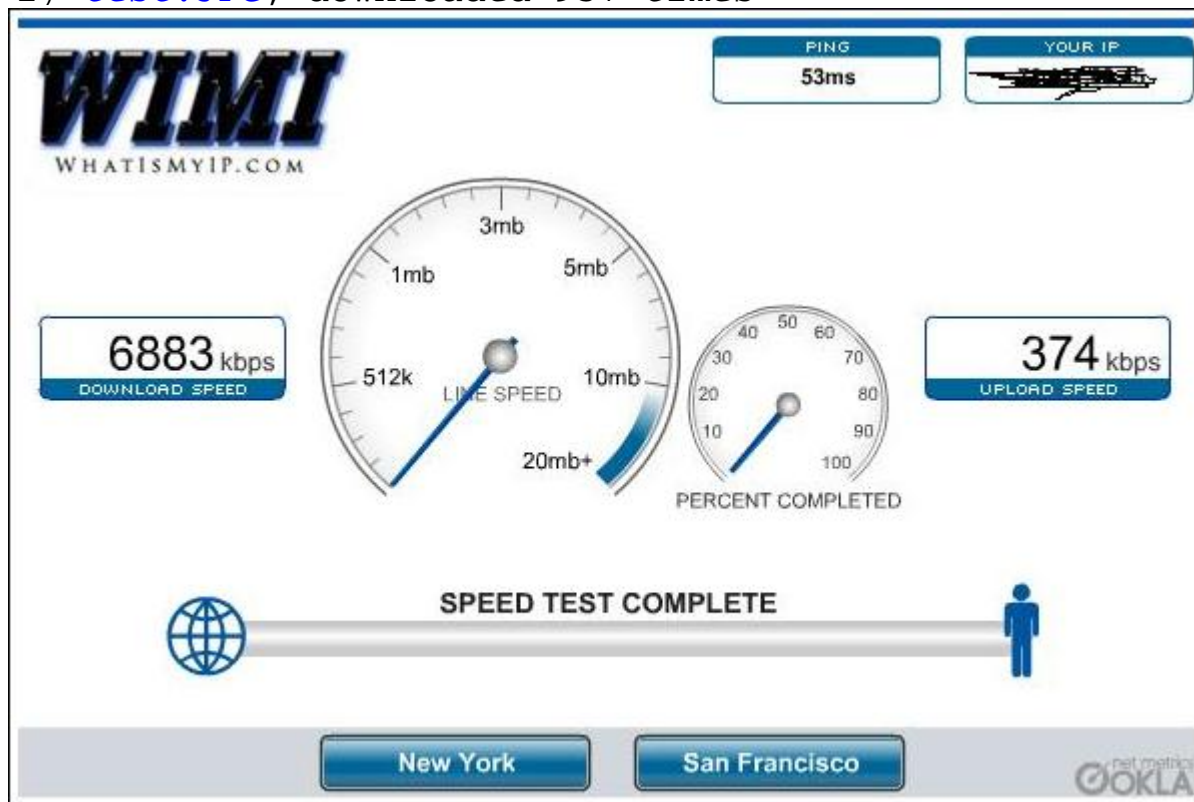 PING
53ms
YOUR IP
WIMI
WHATISMYIP.COM
3mb
1mb
5mb
512k
10mb
LINE SPEED
20mb+
6883 kbps
DOWNLOAD SPEED
50
40
60
30
70
20
80
10
90
100
PERCENT COMPLETED
374 kbps
UPLOAD SPEED
SPEED TEST COMPLETE
New York
San Francisco
net metrics
OOKLA